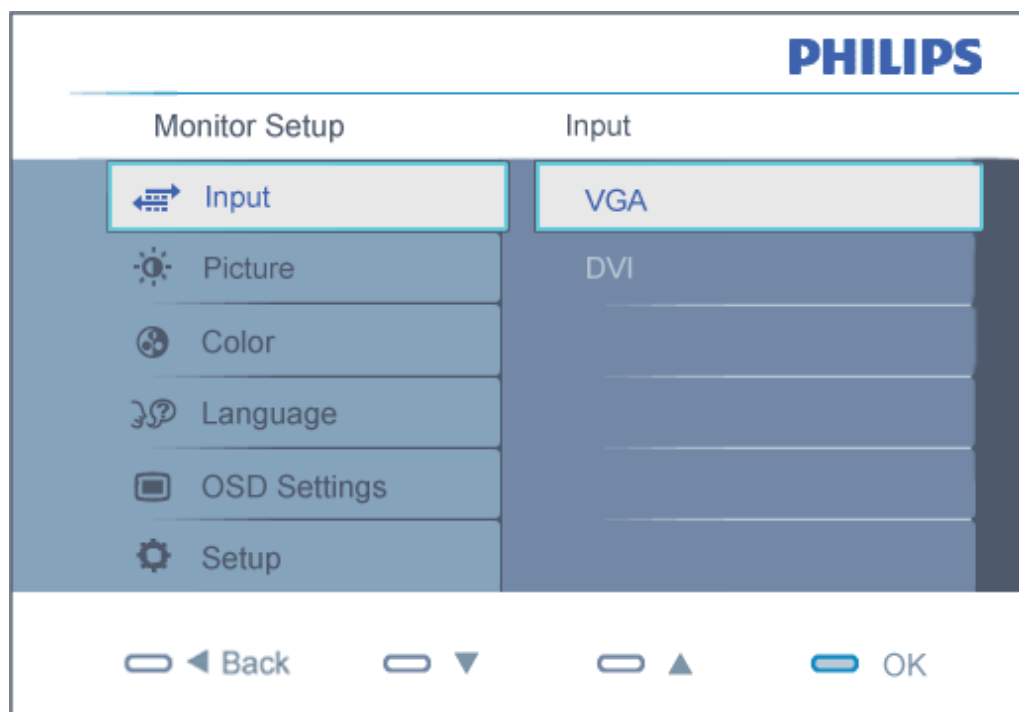 PHILIPS
Monitor Setup Input
Input VGA
Picture DVI
Color
Language
OSD Settings
Setup
Back OK